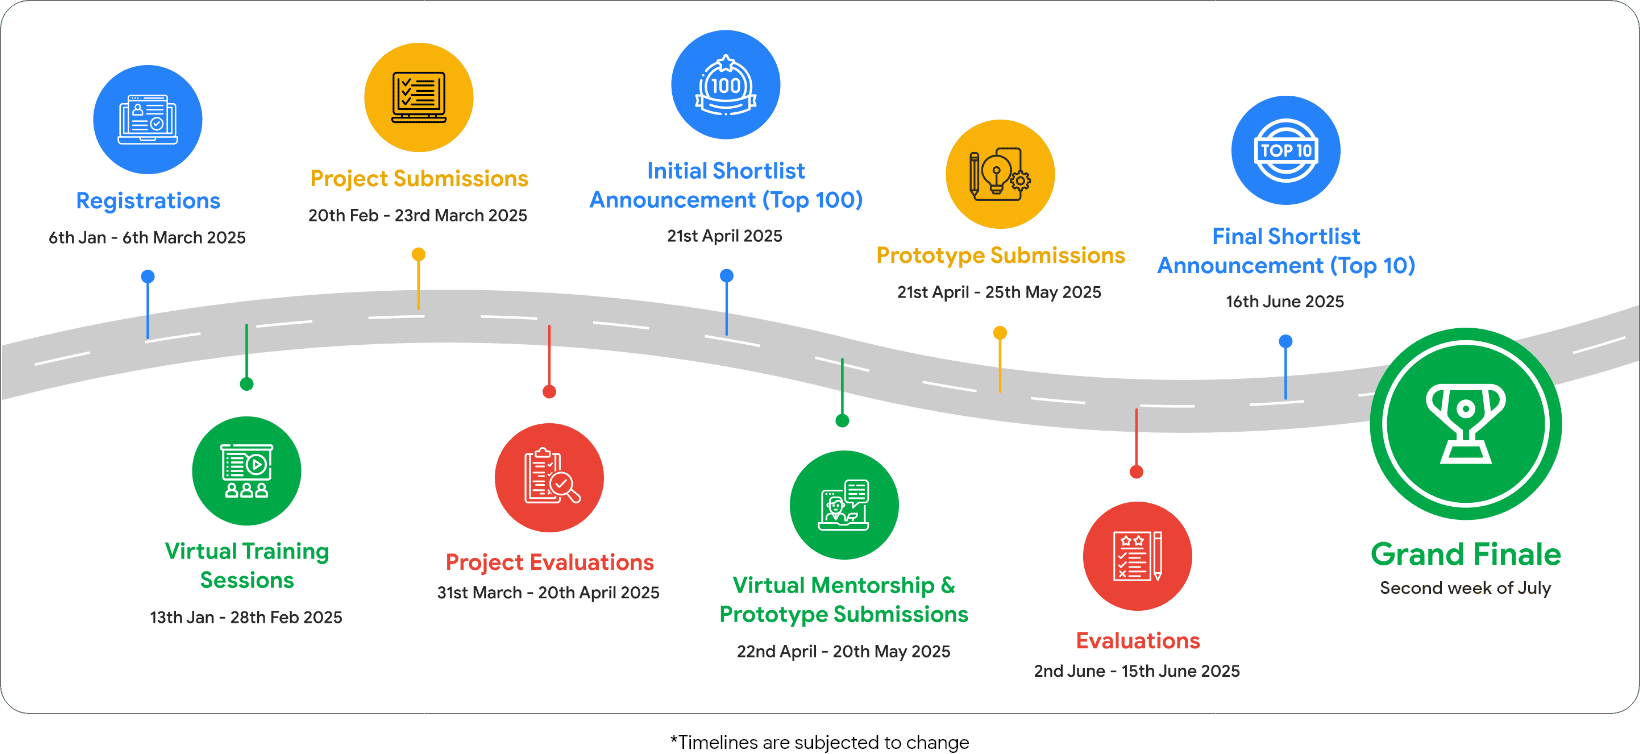 Registrations
6th Jan - 6th March 2025
Project Submissions
20th Feb - 23rd March 2025
100
Initial Shortlist
Announcement (Top 100)
21st April 2025
Prototype Submissions
21st April - 25th May 2025
TOP 10
Final Shortlist
Announcement (Top 10)
16th June 2025
Virtual Training
Sessions
13th Jan - 28th Feb 2025
Project Evaluations
31st March - 20th April 2025
Virtual Mentorship &
Prototype Submissions
22nd April - 20th May 2025
Evaluations
2nd June - 15th June 2025
Grand Finale
Second week of July
*Timelines are subjected to change